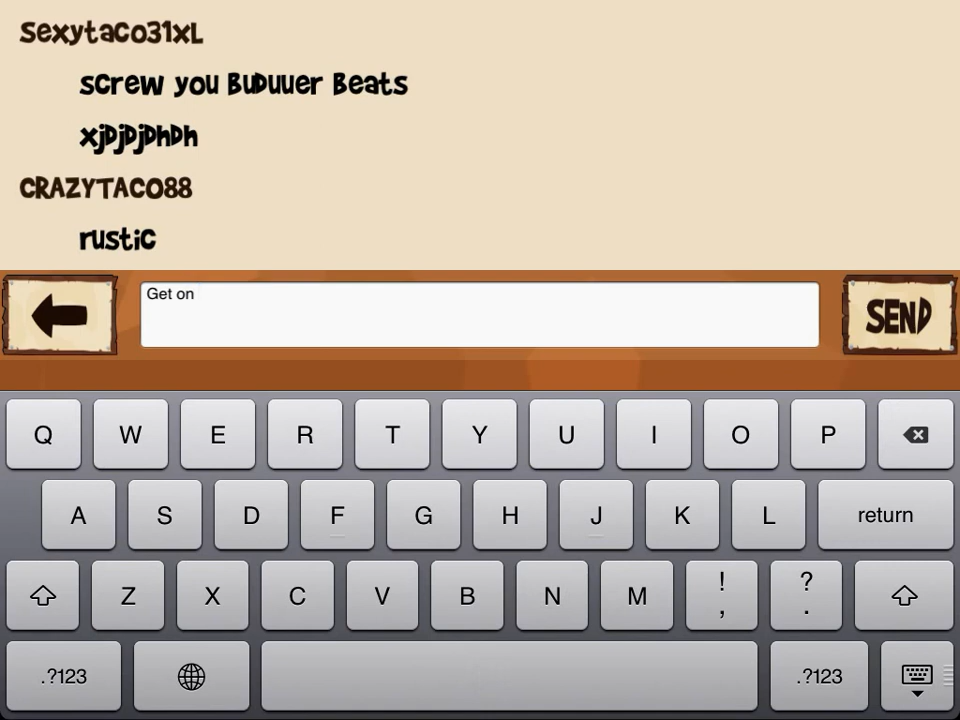 Sexytaco31xL
screw you Buduuer Beats
xjdjdjdhdh
CRAZYTACO88
rustic
Get on
SEND
Q W E R T Y U I O P
A S D F G H J K L return
Z X C V B N M ! , ? .
.?123 .?123